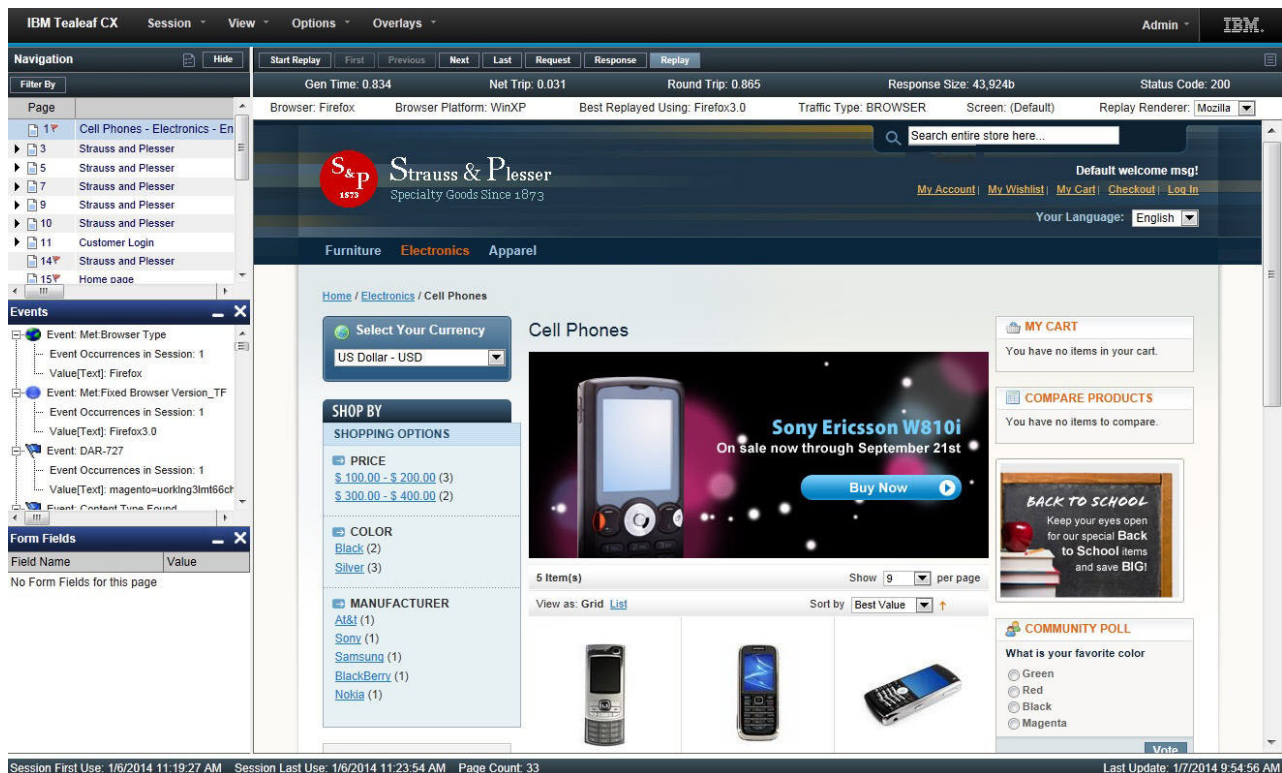 IBM Tealeaf CX Session View Options Overlays Admin IBM.
Navigation Hide Start Replay First Previous Next Last Request Response Replay
Filter By Gen Time: 0.834 Net Trip: 0.031 Round Trip: 0.865 Response Size: 43,924b Status Code: 200
Page Browser: Firefox Browser Platform: WinXP Best Replayed Using: Firefox3.0 Traffic Type: BROWSER Screen: (Default) Replay Renderer: Mozilla
1 Cell Phones - Electronics - En
3 Strauss and Plesser
5 Strauss and Plesser
7 Strauss and Plesser
9 Strauss and Plesser
10 Strauss and Plesser
11 Customer Login
14 Strauss and Plesser
15 Home page
Events
Event: Met:Browser Type
Event Occurrences in Session: 1
Value[Text]: Firefox
Event: Met:Fixed Browser Version_TF
Event Occurrences in Session: 1
Value[Text]: Firefox3.0
Event: DAR-727
Event Occurrences in Session: 1
Value[Text]: magento=uorklng3lmt66ch
Event: Content Type Found
Form Fields
Field Name Value
No Form Fields for this page
Search entire store here...
S&P
1873
Strauss & Plesser
Specialty Goods Since 1873
Default welcome msg!
My Account | My Wishlist | My Cart | Checkout | Log In
Your Language: English
Furniture Electronics Apparel
Home / Electronics / Cell Phones
Select Your Currency
US Dollar - USD
SHOP BY
SHOPPING OPTIONS
PRICE
$ 100.00 - $ 200.00 (3)
$ 300.00 - $ 400.00 (2)
COLOR
Black (2)
Silver (3)
MANUFACTURER
At&t (1)
Sony (1)
Samsung (1)
BlackBerry (1)
Nokia (1)
Cell Phones
Sony Ericsson W810i
On sale now through September 21st
Buy Now
5 Item(s) Show 9 per page
View as: Grid List Sort by Best Value
MY CART
You have no items in your cart.
COMPARE PRODUCTS
You have no items to compare.
BACK TO SCHOOL
Keep your eyes open
for our special Back
to School items
and save BIG!
COMMUNITY POLL
What is your favorite color
Green
Red
Black
Magenta
Vote
Session First Use: 1/6/2014 11:19:27 AM Session Last Use: 1/6/2014 11:23:54 AM Page Count: 33 Last Update: 1/7/2014 9:54:56 AM